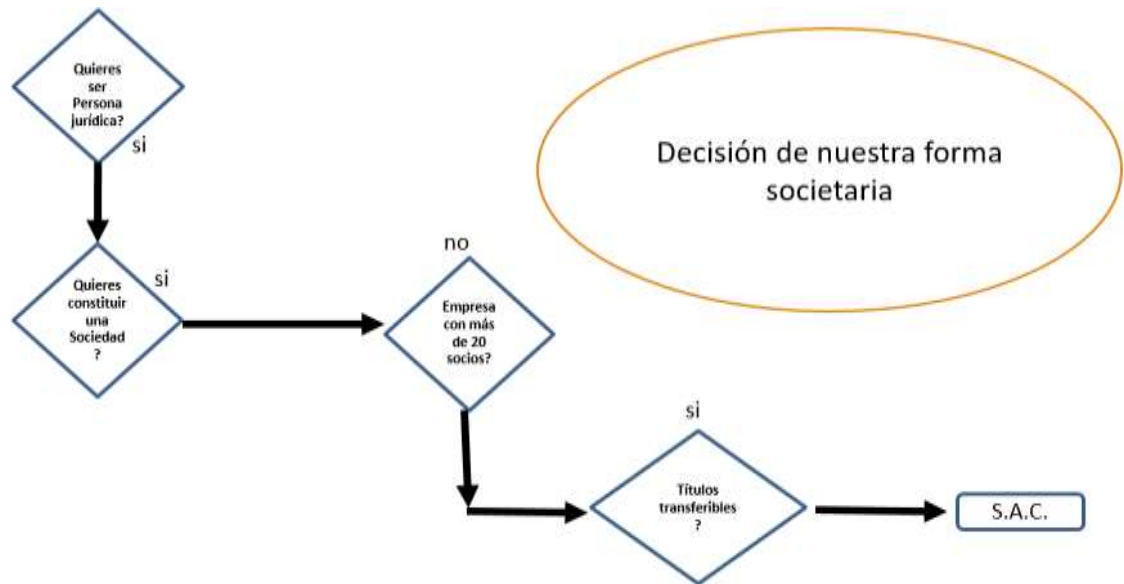 Quieres
ser
Persona
jurídica?
si
Decisión de nuestra forma
societaria
Quieres
constituir
una
Sociedad
?
si
no
Empresa
con más
de 20
socios?
si
Títulos
transferibles
?
S.A.C.